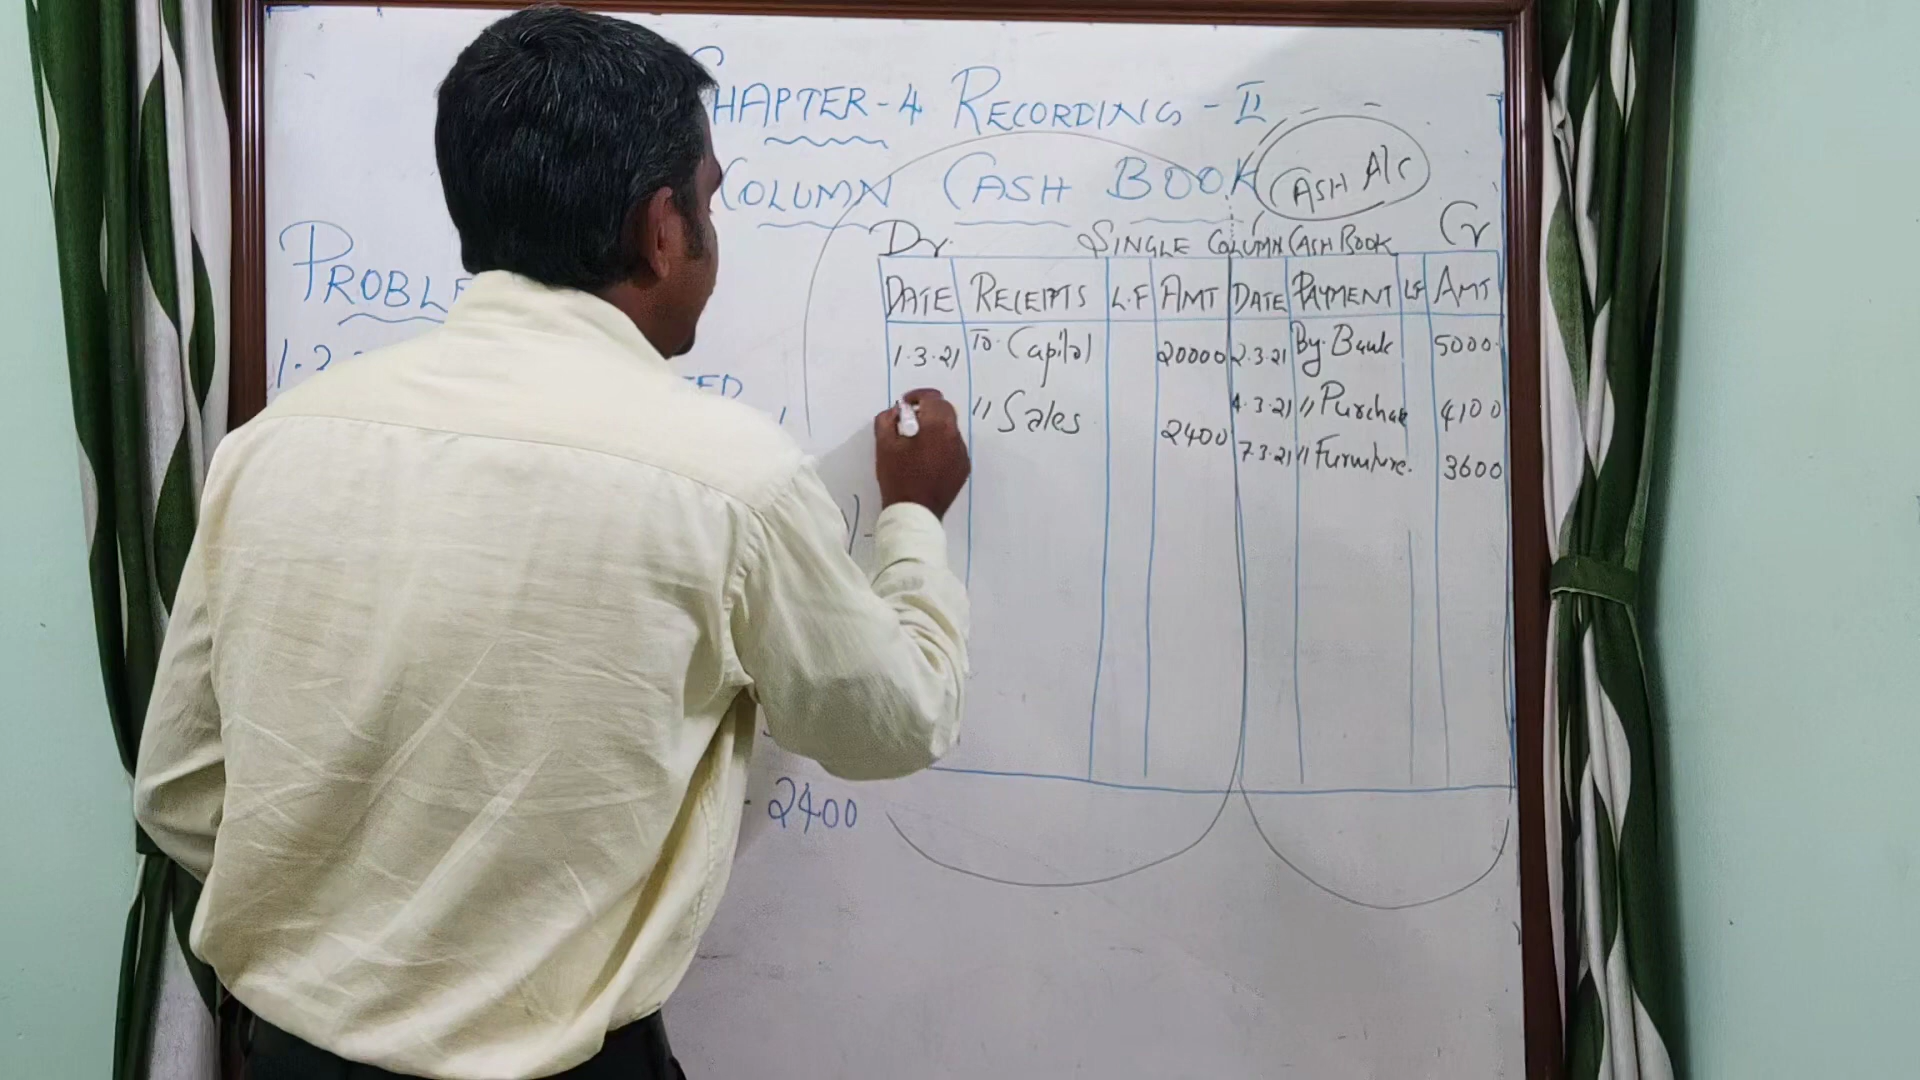 CHAPTER-4 RECORDING - II
COLUMN CASH BOOK CASH A/C
PROBLE
Dr. SINGLE COLUMN CASH BOOK Cr
DATE RECEIPTS L.F AMT DATE PAYMENT LF AMT
1.3.21 To Capital 20000 2.3.21 By Bank 5000
" Sales 2400 4.3.21 " Purchase 4100
7.3.21 " Furniture. 3600
2400